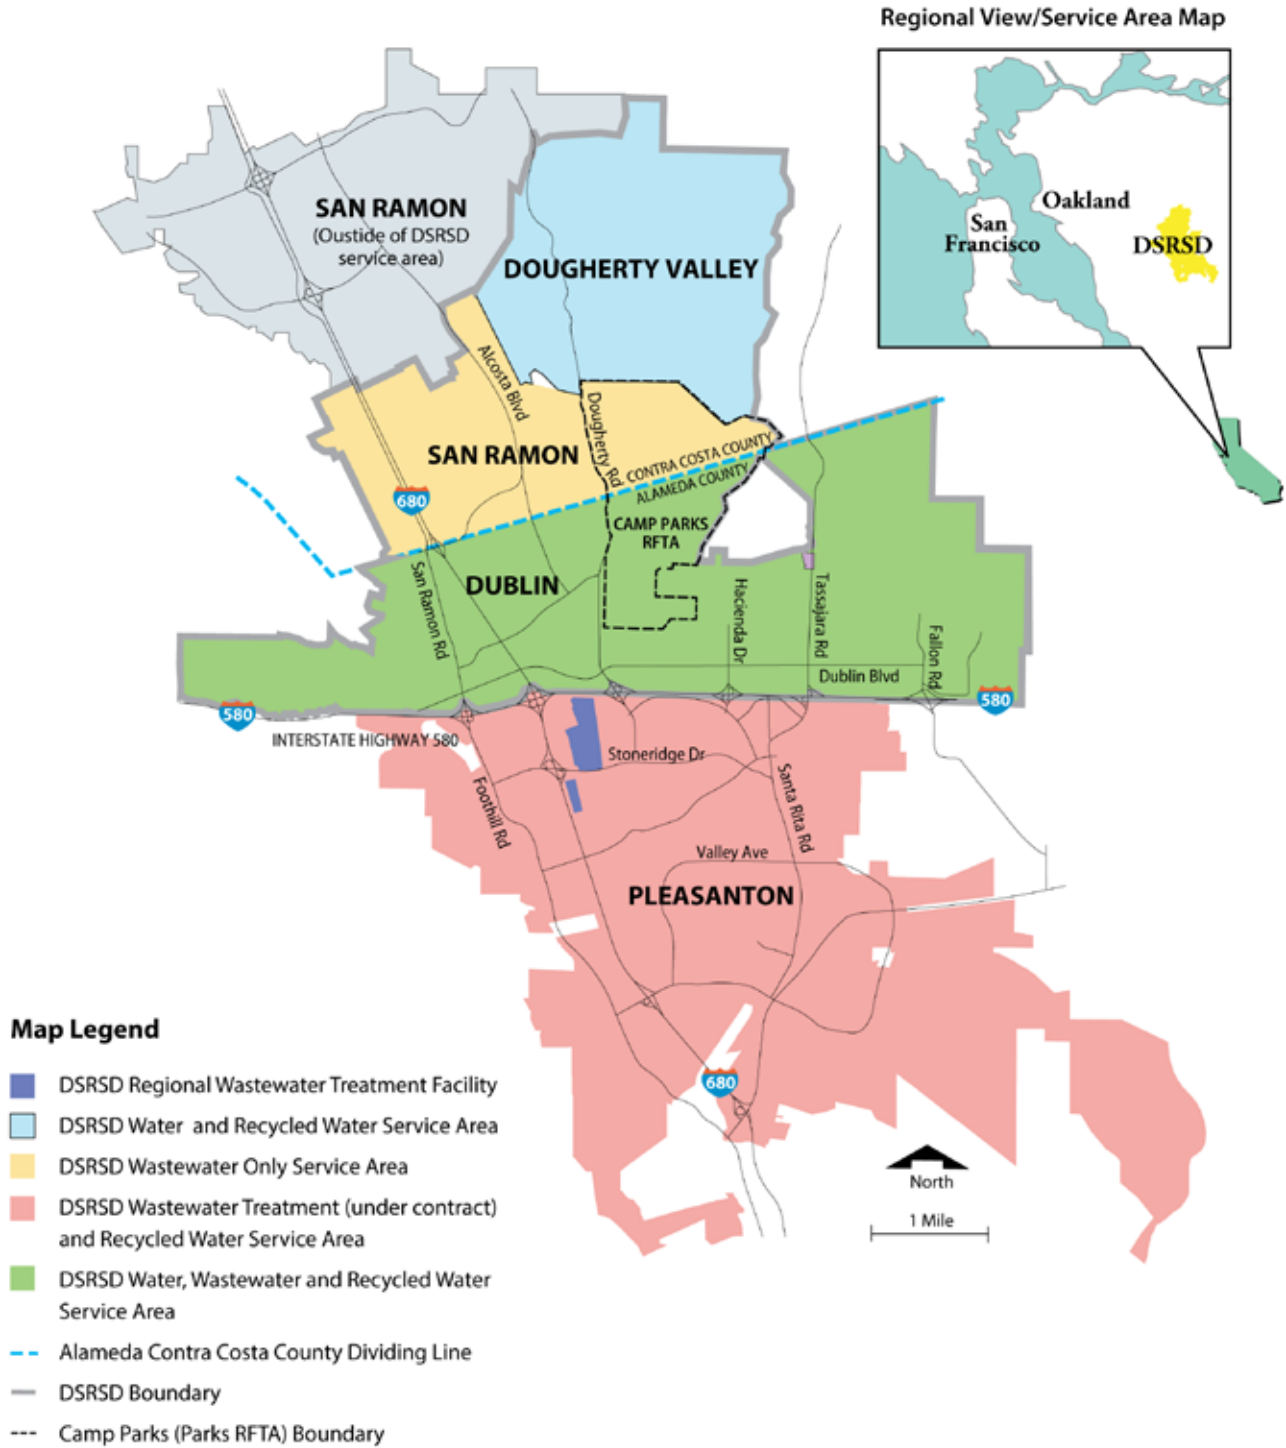 Regional View/Service Area Map
Oakland
San
Francisco
DSRSD
SAN RAMON
(Oustide of DSRSD
service area)
DOUGHERTY VALLEY
Alcosta Blvd
Dougherty Rd
SAN RAMON
CONTRA COSTA COUNTY
ALAMEDA COUNTY
680
CAMP PARKS
RFTA
DUBLIN
San Ramon Rd
Hacienda Dr
Tassajara Rd
Fallon Rd
Dublin Blvd
580
580
INTERSTATE HIGHWAY 580
Stoneridge Dr
Foothill Rd
Santa Rita Rd
Valley Ave
PLEASANTON
680
North
1 Mile
Map Legend
DSRSD Regional Wastewater Treatment Facility
DSRSD Water and Recycled Water Service Area
DSRSD Wastewater Only Service Area
DSRSD Wastewater Treatment (under contract)
and Recycled Water Service Area
DSRSD Water, Wastewater and Recycled Water
Service Area
Alameda Contra Costa County Dividing Line
DSRSD Boundary
Camp Parks (Parks RFTA) Boundary